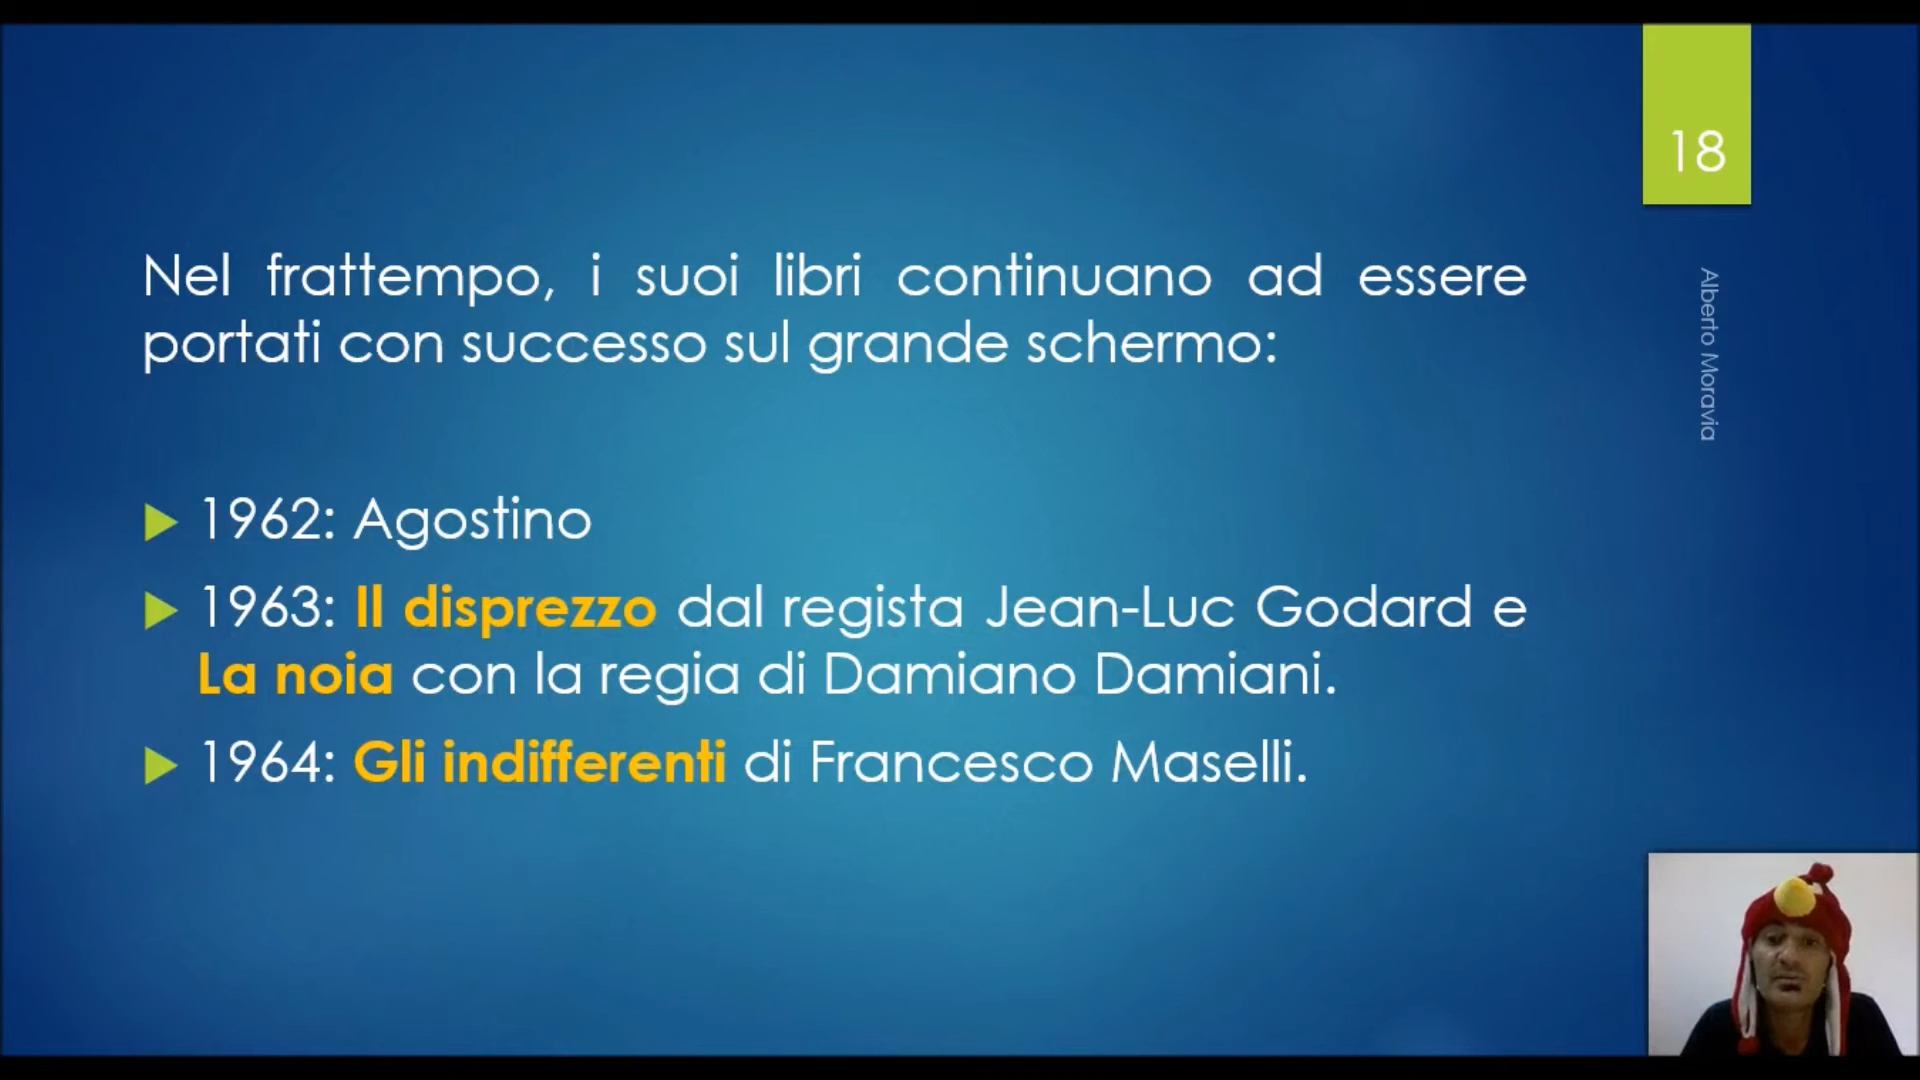 18
Alberto Moravia
Nel frattempo, i suoi libri continuano ad essere
portati con successo sul grande schermo:
1962: Agostino
1963: Il disprezzo dal regista Jean-Luc Godard e
La noia con la regia di Damiano Damiani.
1964: Gli indifferenti di Francesco Maselli.